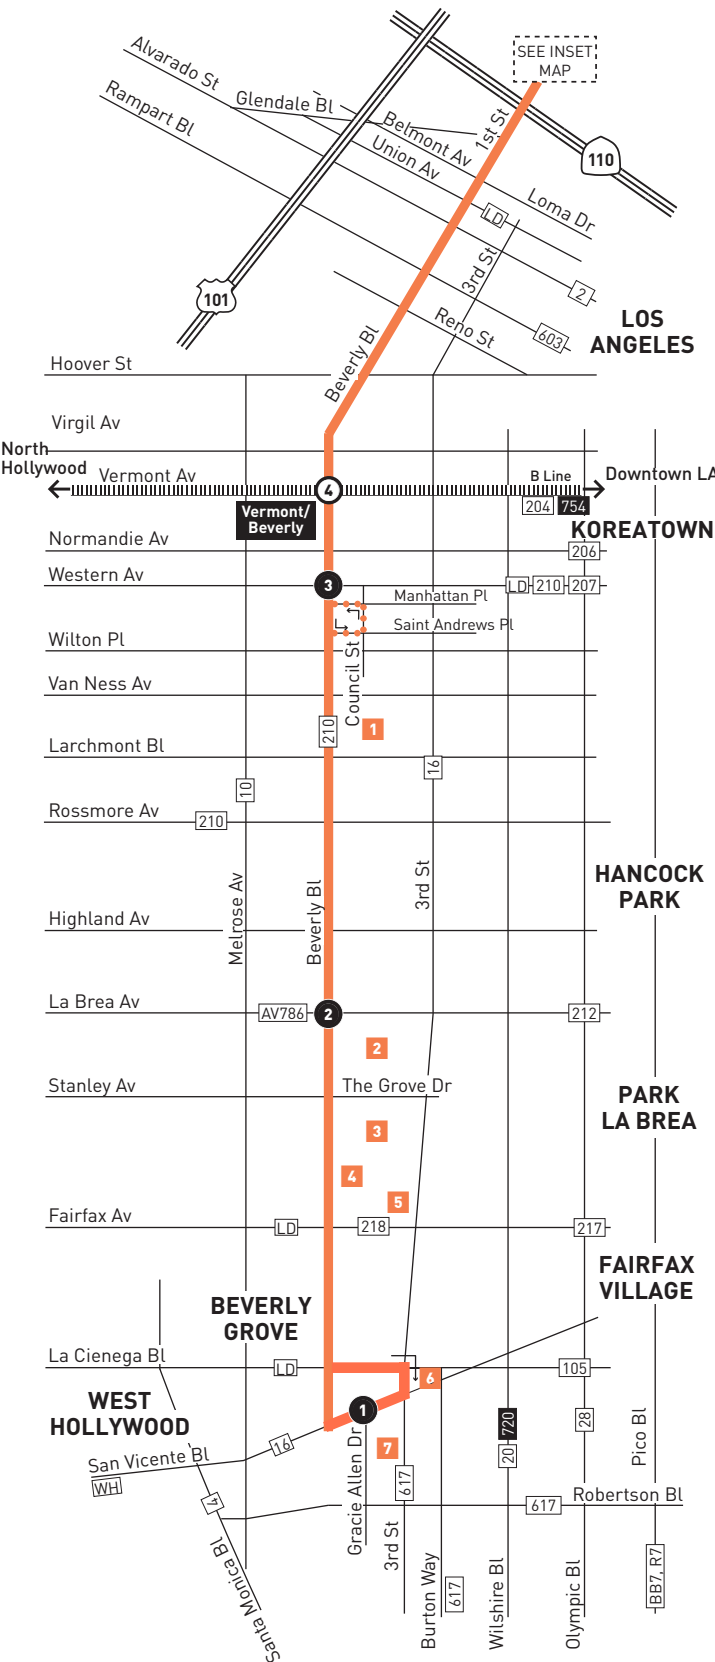 SEE INSET
MAP
Alvarado St
Glendale Bl
Rampart Bl
Belmont Av
Union Av
1st St
110
Loma Dr
LD
3rd St
2
101
Reno St
603
LOS
ANGELES
Beverly Bl
Hoover St
Virgil Av
North
Hollywood
Vermont Av
B Line
Downtown LA
4
204
754
Vermont/
Beverly
KOREATOWN
Normandie Av
206
Western Av
3
LD
210
207
Manhattan Pl
Saint Andrews Pl
Wilton Pl
Council St
Van Ness Av
210
1
Larchmont Bl
16
10
Rossmore Av
210
3rd St
Melrose Av
Beverly Bl
HANCOCK
PARK
Highland Av
La Brea Av
AV786
2
212
2
Stanley Av
The Grove Dr
PARK
LA BREA
3
4
5
Fairfax Av
LD
218
217
FAIRFAX
VILLAGE
BEVERLY
GROVE
La Cienega Bl
LD
105
6
WEST
HOLLYWOOD
1
720
28
Pico Bl
16
7
San Vicente Bl
20
WH
Gracie Allen Dr
617
4
617
Robertson Bl
3rd St
Santa Monica Bl
Burton Way
617
Wilshire Bl
Olympic Bl
BB7, R7